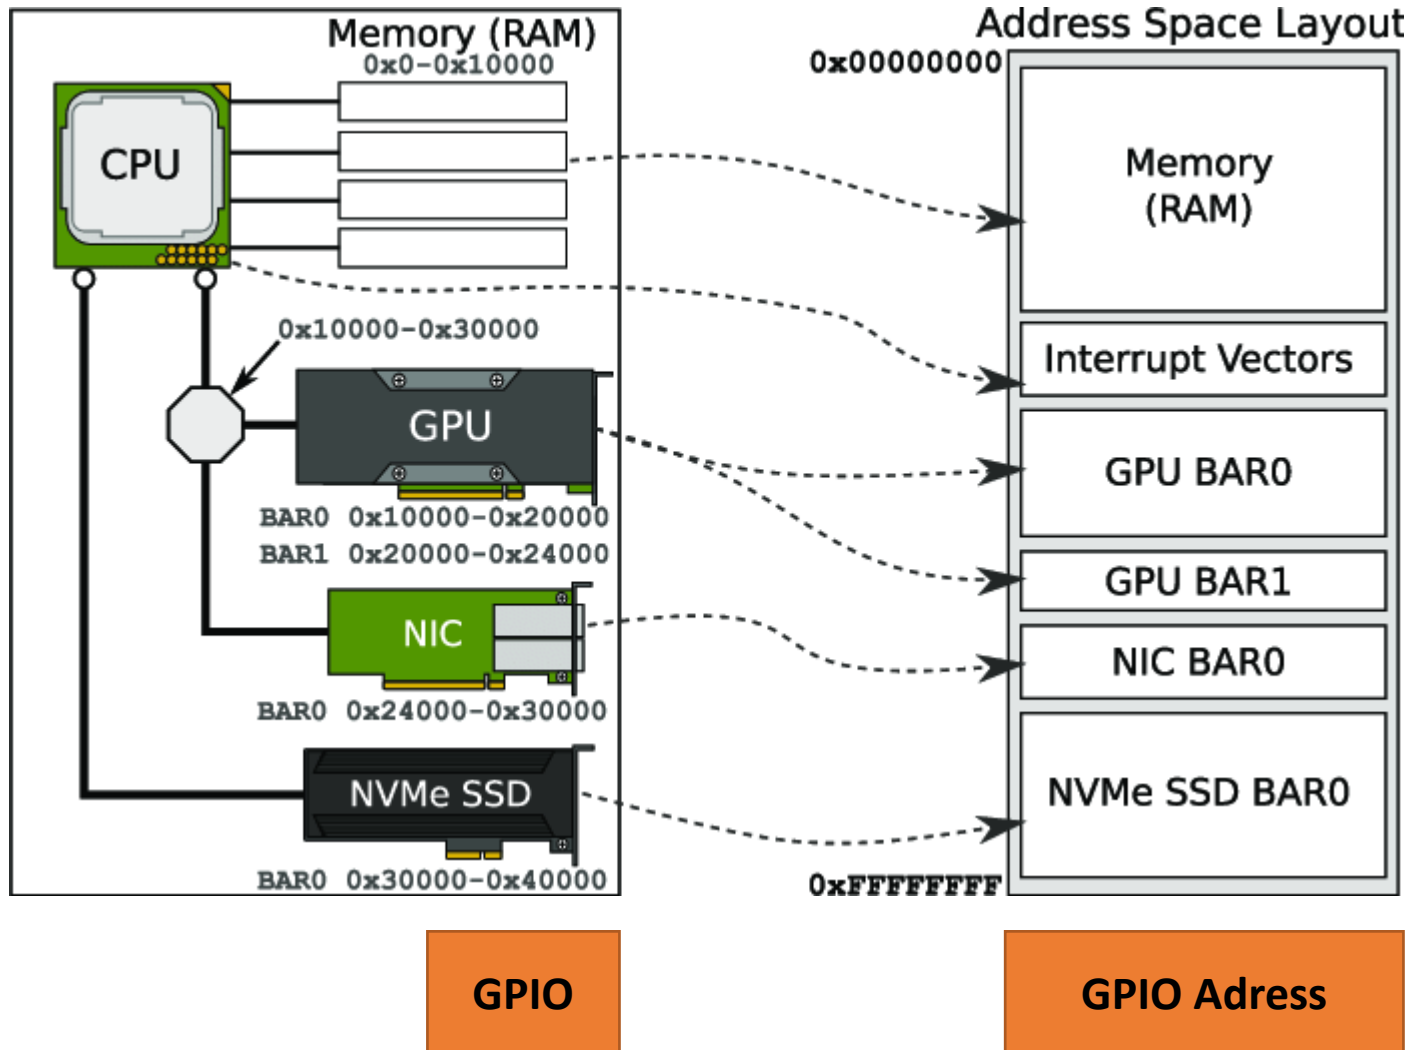 Memory (RAM)
0x0-0x10000
CPU
0x10000-0x30000
GPU
BAR0 0x10000-0x20000
BAR1 0x20000-0x24000
NIC
BAR0 0x24000-0x30000
NVMe SSD
BAR0 0x30000-0x40000
GPIO
Address Space Layout
0x00000000
Memory
(RAM)
Interrupt Vectors
GPU BAR0
GPU BAR1
NIC BAR0
NVMe SSD BAR0
0xFFFFFFFF
GPIO Adress